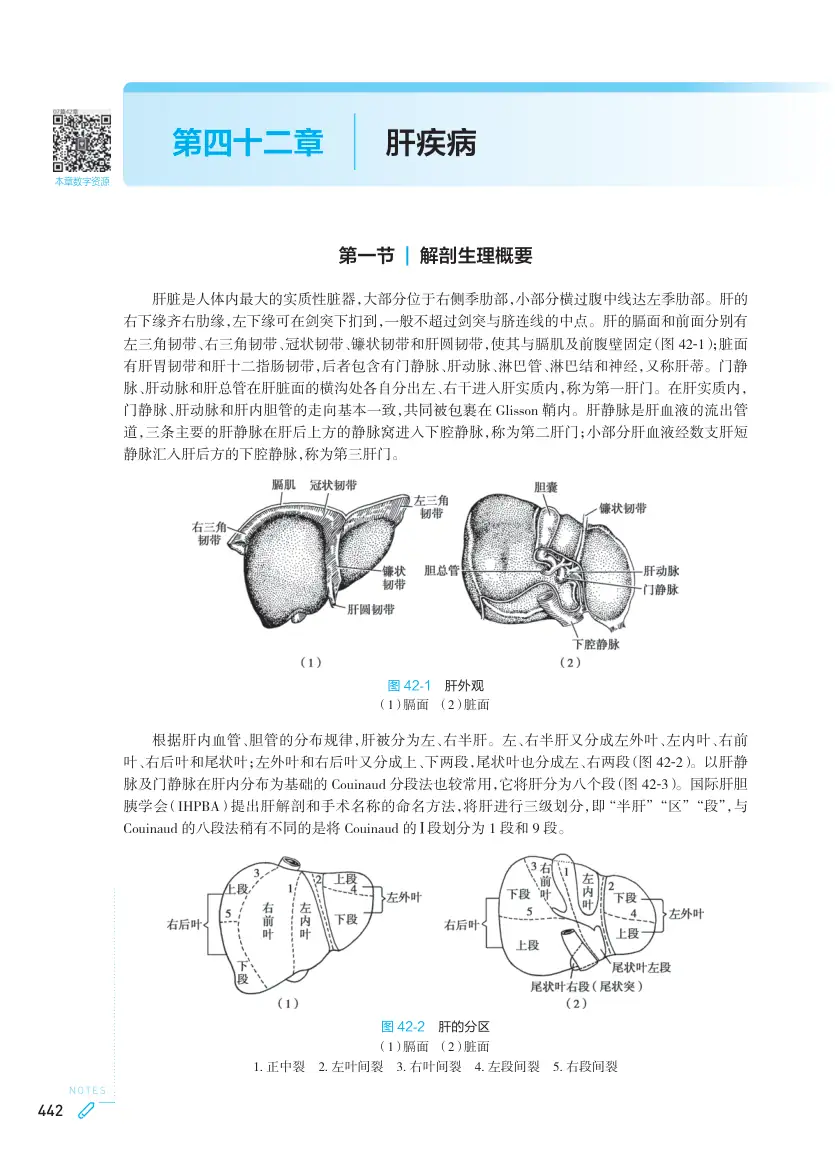 本章数字资源
第四十二章
肝疾病
第一节 | 解剖生理概要
肝脏是人体内最大的实质性脏器,大部分位于右侧季肋部,小部分横过腹中线达左季肋部。肝的
右下缘齐右肋缘,左下缘可在剑突下扪到,一般不超过剑突与脐连线的中点。肝的膈面和前面分别有
左三角韧带、右三角韧带、冠状韧带、镰状韧带和肝圆韧带,使其与膈肌及前腹壁固定(图 42-1);脏面
有肝胃韧带和肝十二指肠韧带,后者包含有门静脉、肝动脉、淋巴管、淋巴结和神经,又称肝蒂。门静
脉、肝动脉和肝总管在肝脏面的横沟处各自分出左、右干进入肝实质内,称为第一肝门。在肝实质内,
门静脉、肝动脉和肝内胆管的走向基本一致,共同被包裹在 Glisson 鞘内。肝静脉是肝血液的流出管
道,三条主要的肝静脉在肝后上方的静脉窝进入下腔静脉,称为第二肝门;小部分肝血液经数支肝短
静脉汇入肝后方的下腔静脉,称为第三肝门。
膈肌
冠状韧带
左三角
韧带
右三角
韧带
镰状
韧带
肝圆韧带
(1)
胆囊
镰状韧带
胆总管
肝动脉
门静脉
下腔静脉
(2)
图 42-1 肝外观
(1)膈面 (2)脏面
根据肝内血管、胆管的分布规律,肝被分为左、右半肝。左、右半肝又分成左外叶、左内叶、右前
叶、右后叶和尾状叶;左外叶和右后叶又分成上、下两段,尾状叶也分成左、右两段(图 42-2)。以肝静
脉及门静脉在肝内分布为基础的 Couinaud 分段法也较常用,它将肝分为八个段(图 42-3)。国际肝胆
胰学会(IHPBA)提出肝解剖和手术名称的命名方法,将肝进行三级划分,即“半肝”“区”“段”,与
Couinaud 的八段法稍有不同的是将 Couinaud 的Ⅰ段划分为 1 段和 9 段。
3
上段
1
2
上段
4
左外叶
5
右前叶
左内叶
下段
右后叶
下段
(1)
3
右前叶
1
左内叶
2
下段
下段
5
4
左外叶
右后叶
上段
上段
尾状叶左段
尾状叶右段(尾状突)
(2)
图 42-2 肝的分区
(1)膈面 (2)脏面
1. 正中裂 2. 左叶间裂 3. 右叶间裂 4. 左段间裂 5. 右段间裂
NOTES
442